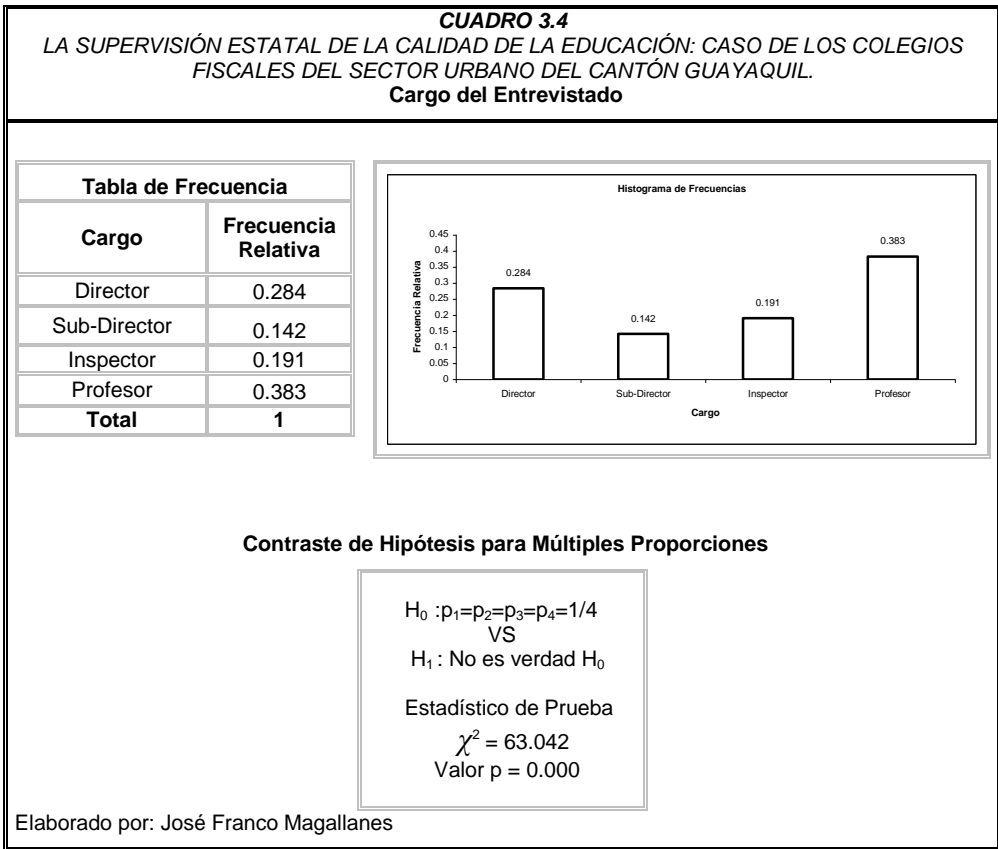 CUADRO 3.4
LA SUPERVISIÓN ESTATAL DE LA CALIDAD DE LA EDUCACIÓN: CASO DE LOS COLEGIOS
FISCALES DEL SECTOR URBANO DEL CANTÓN GUAYAQUIL.
Cargo del Entrevistado
Tabla de Frecuencia
Cargo Frecuencia Relativa
Director 0.284
Sub-Director 0.142
Inspector 0.191
Profesor 0.383
Total 1
Histograma de Frecuencias
Frecuencia Relativa
0.45
0.4
0.35
0.3
0.25
0.2
0.15
0.1
0.05
0
0.284
0.142
0.191
0.383
Director Sub-Director Inspector Profesor
Cargo
Contraste de Hipótesis para Múltiples Proporciones
H₀ :p₁=p₂=p₃=p₄=1/4
VS
H₁ : No es verdad H₀
Estadístico de Prueba
χ² = 63.042
Valor p = 0.000
Elaborado por: José Franco Magallanes